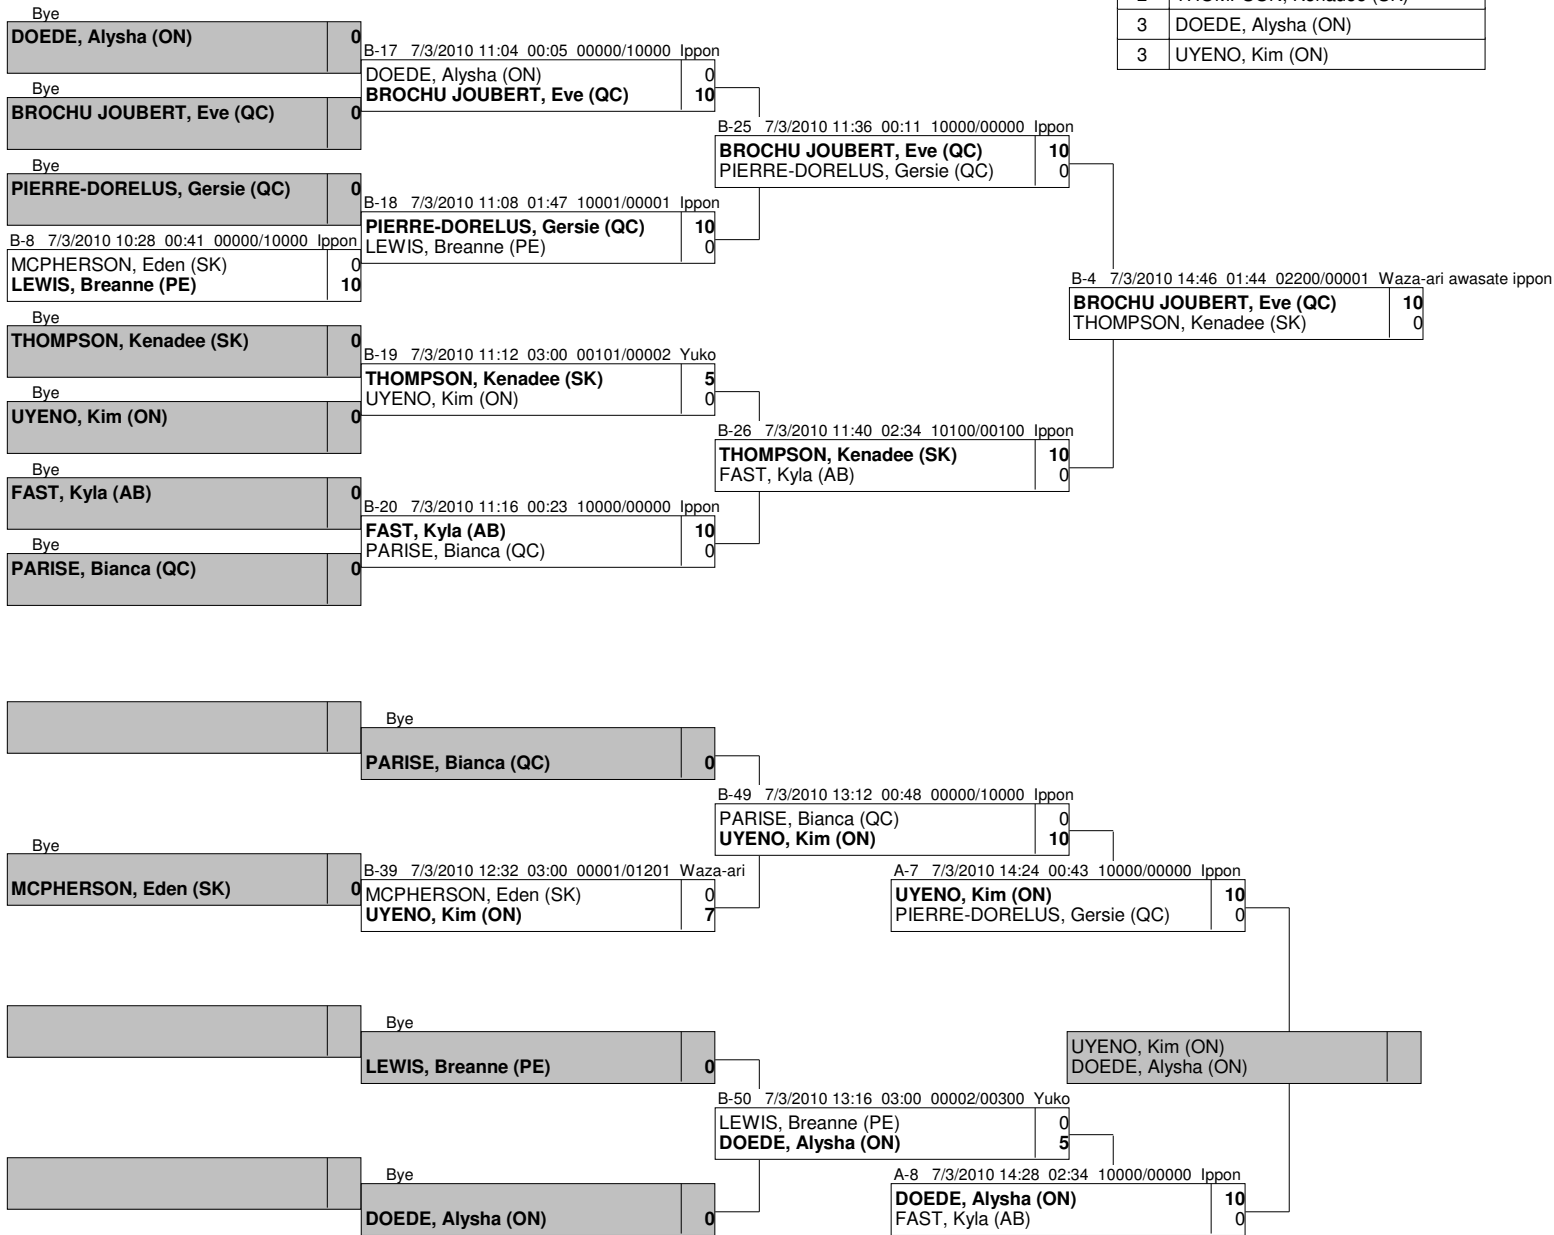 2 THOMPSON, Kenadee (SK)
3 DOEDE, Alysha (ON)
3 UYENO, Kim (ON)
Bye
DOEDE, Alysha (ON) 0
Bye
BROCHU JOUBERT, Eve (QC) 0
Bye
PIERRE-DORELUS, Gersie (QC) 0
B-8 7/3/2010 10:28 00:41 00000/10000 Ippon
MCPHERSON, Eden (SK) 0
LEWIS, Breanne (PE) 10
Bye
THOMPSON, Kenadee (SK) 0
Bye
UYENO, Kim (ON) 0
Bye
FAST, Kyla (AB) 0
Bye
PARISE, Bianca (QC) 0
B-17 7/3/2010 11:04 00:05 00000/10000 Ippon
DOEDE, Alysha (ON) 0
BROCHU JOUBERT, Eve (QC) 10
B-18 7/3/2010 11:08 01:47 10001/00001 Ippon
PIERRE-DORELUS, Gersie (QC) 10
LEWIS, Breanne (PE) 0
B-19 7/3/2010 11:12 03:00 00101/00002 Yuko
THOMPSON, Kenadee (SK) 5
UYENO, Kim (ON) 0
B-20 7/3/2010 11:16 00:23 10000/00000 Ippon
FAST, Kyla (AB) 10
PARISE, Bianca (QC) 0
B-25 7/3/2010 11:36 00:11 10000/00000 Ippon
BROCHU JOUBERT, Eve (QC) 10
PIERRE-DORELUS, Gersie (QC) 0
B-26 7/3/2010 11:40 02:34 10100/00100 Ippon
THOMPSON, Kenadee (SK) 10
FAST, Kyla (AB) 0
B-4 7/3/2010 14:46 01:44 02200/00001 Waza-ari awasate ippon
BROCHU JOUBERT, Eve (QC) 10
THOMPSON, Kenadee (SK) 0
Bye
PARISE, Bianca (QC) 0
Bye
MCPHERSON, Eden (SK) 0
B-39 7/3/2010 12:32 03:00 00001/01201 Waza-ari
MCPHERSON, Eden (SK) 0
UYENO, Kim (ON) 7
B-49 7/3/2010 13:12 00:48 00000/10000 Ippon
PARISE, Bianca (QC) 0
UYENO, Kim (ON) 10
A-7 7/3/2010 14:24 00:43 10000/00000 Ippon
UYENO, Kim (ON) 10
PIERRE-DORELUS, Gersie (QC) 0
Bye
LEWIS, Breanne (PE) 0
Bye
DOEDE, Alysha (ON) 0
B-50 7/3/2010 13:16 03:00 00002/00300 Yuko
LEWIS, Breanne (PE) 0
DOEDE, Alysha (ON) 5
A-8 7/3/2010 14:28 02:34 10000/00000 Ippon
DOEDE, Alysha (ON) 10
FAST, Kyla (AB) 0
UYENO, Kim (ON)
DOEDE, Alysha (ON)